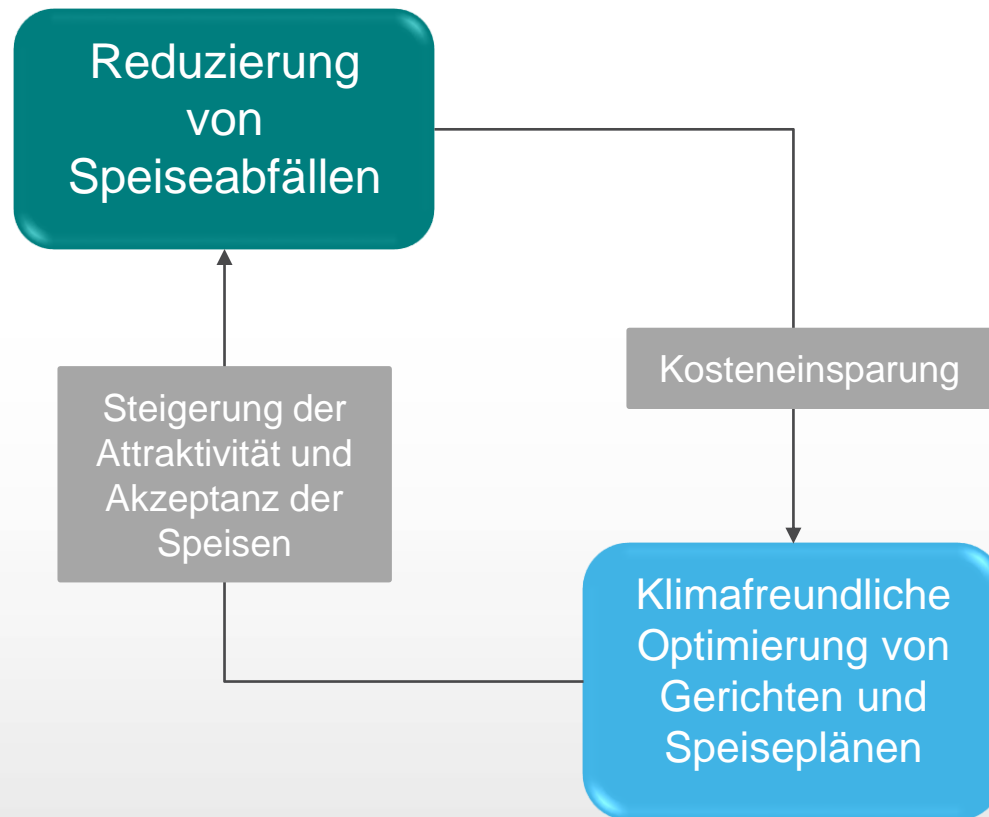 Reduzierung
von
Speiseabfällen
Kosteneinsparung
Steigerung der
Attraktivität und
Akzeptanz der
Speisen
Klimafreundliche
Optimierung von
Gerichten und
Speiseplänen